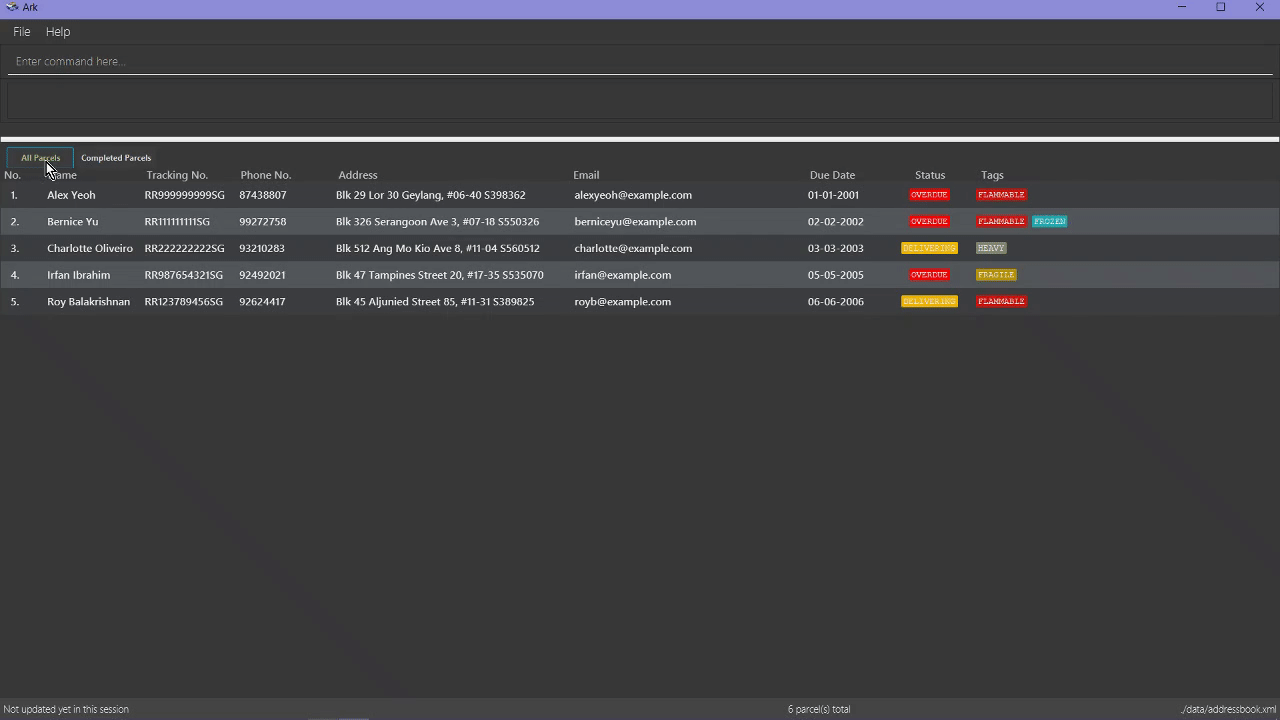 Ark
File Help
Enter command here...
All Parcels Completed Parcels
No. Name Tracking No. Phone No. Address Email Due Date Status Tags
1. Alex Yeoh RR999999999SG 87438807 Blk 29 Lor 30 Geylang, #06-40 S398362 alexyeoh@example.com 01-01-2001 OVERDUE FLAMMABLE
2. Bernice Yu RR111111111SG 99272758 Blk 326 Serangoon Ave 3, #07-18 S550326 berniceyu@example.com 02-02-2002 OVERDUE FLAMMABLE FROZEN
3. Charlotte Oliveiro RR222222222SG 93210283 Blk 512 Ang Mo Kio Ave 8, #11-04 S560512 charlotte@example.com 03-03-2003 DELIVERING HEAVY
4. Irfan Ibrahim RR987654321SG 92492021 Blk 47 Tampines Street 20, #17-35 S535070 irfan@example.com 05-05-2005 OVERDUE FRAGILE
5. Roy Balakrishnan RR123789456SG 92624417 Blk 45 Aljunied Street 85, #11-31 S389825 royb@example.com 06-06-2006 DELIVERING FLAMMABLE
Not updated yet in this session 6 parcel(s) total ./data/addressbook.xml